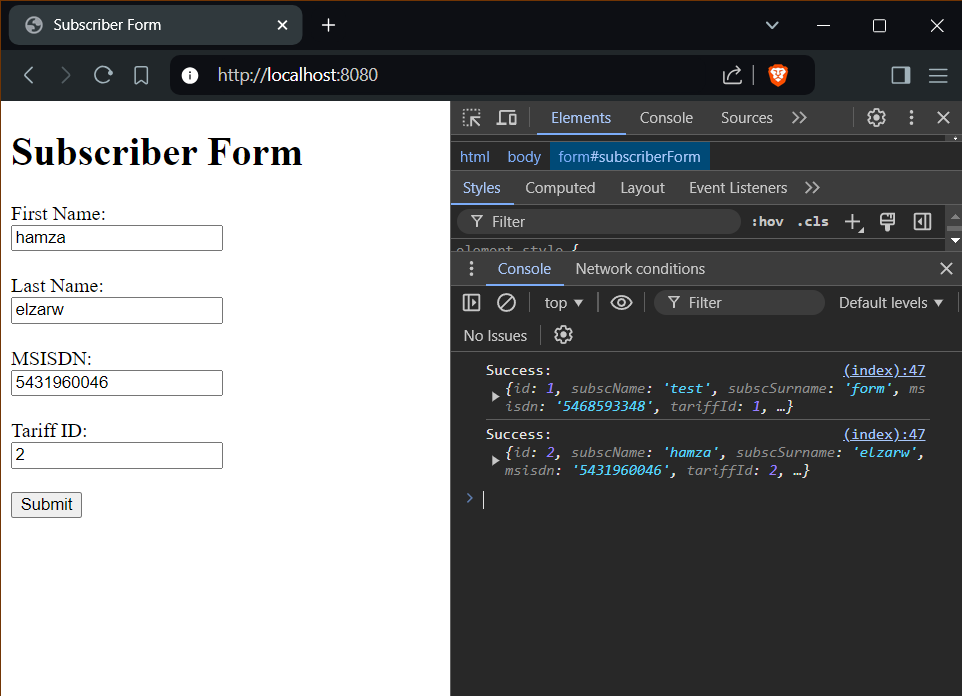 Subscriber Form
http://localhost:8080
Subscriber Form
First Name:
hamza
Last Name:
elzarw
MSISDN:
5431960046
Tariff ID:
2
Submit
Elements Console Sources
html body form#subscriberForm
Styles Computed Layout Event Listeners
Filter :hov .cls
element.style {
Console Network conditions
top Filter Default levels
No Issues
Success: (index):47
{id: 1, subscName: 'test', subscSurname: 'form', ms
isdn: '5468593348', tariffId: 1, …}
Success: (index):47
{id: 2, subscName: 'hamza', subscSurname: 'elzarw',
msisdn: '5431960046', tariffId: 2, …}
>